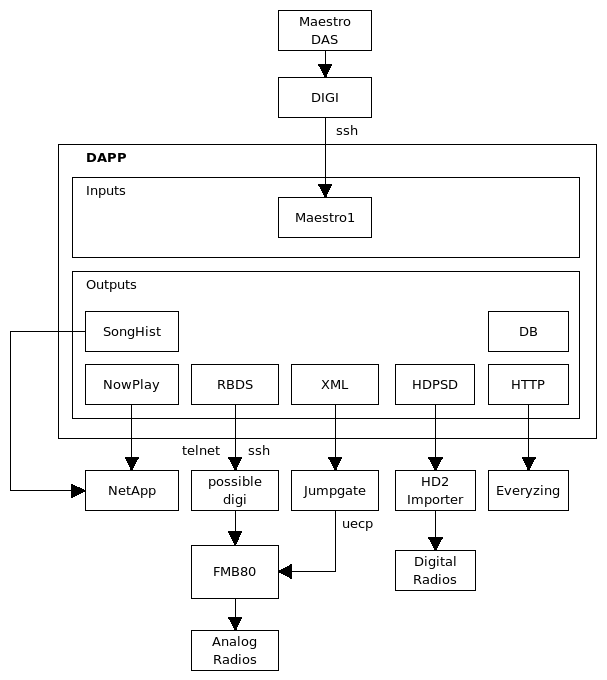 Maestro
DAS
DIGI
ssh
DAPP
Inputs
Maestro1
Outputs
SongHist
DB
NowPlay
RBDS
XML
HDPSD
HTTP
telnet
ssh
NetApp
possible
digi
Jumpgate
HD2
Importer
Everyzing
uecp
FMB80
Digital
Radios
Analog
Radios